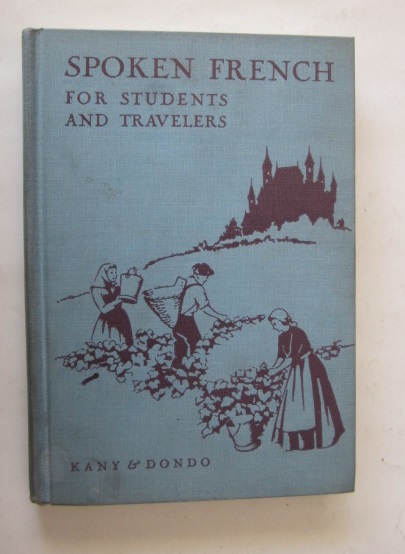 SPOKEN FRENCH
FOR STUDENTS
AND TRAVELERS
KANY & DONDO